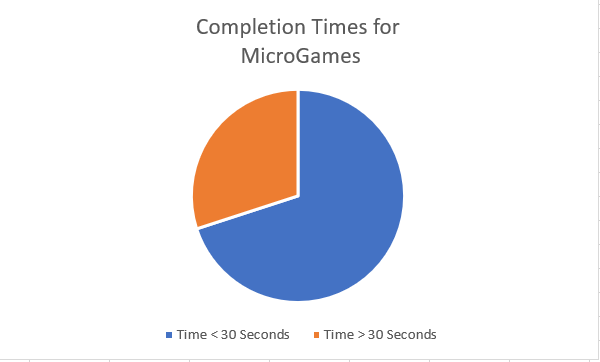 Completion Times for
MicroGames
Time < 30 Seconds
Time > 30 Seconds